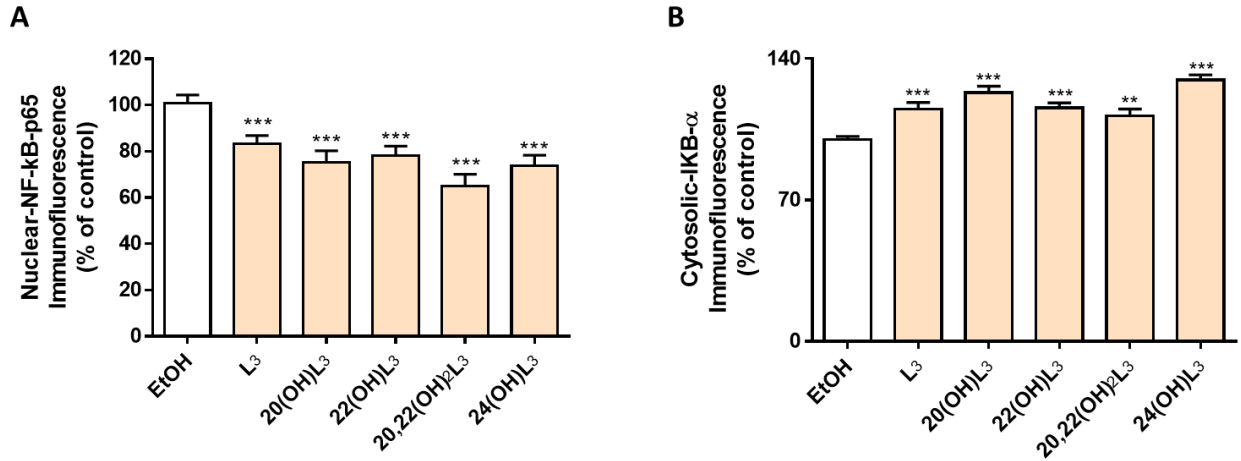 A
Nuclear-NF-kB-p65
Immunofluorescence
(% of control)
120
100
80
60
40
20
0
***
***
***
***
***
EtOH
L3
20(OH)L3
22(OH)L3
20,22(OH)2L3
24(OH)L3
B
Cytosolic-IKB-α
Immunofluorescence
(% of control)
140
70
0
***
***
***
**
***
EtOH
L3
20(OH)L3
22(OH)L3
20,22(OH)2L3
24(OH)L3